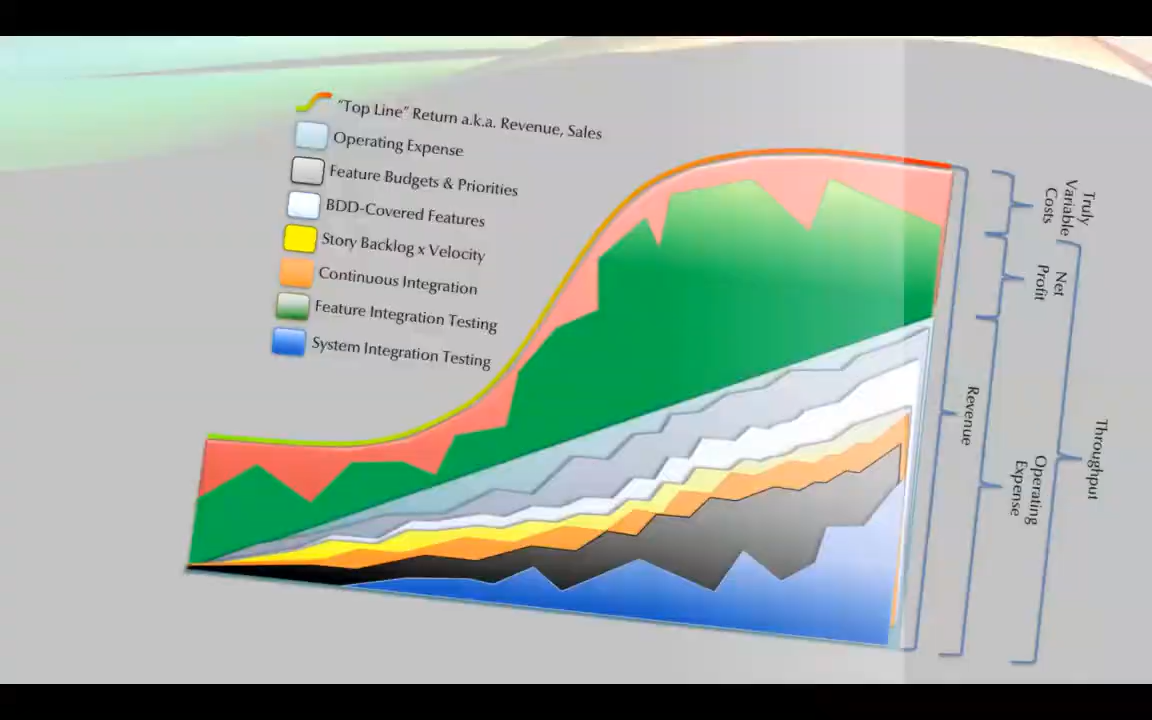 "Top Line" Return a.k.a. Revenue, Sales
Operating Expense
Feature Budgets & Priorities
BDD-Covered Features
Story Backlog x Velocity
Continuous Integration
Feature Integration Testing
System Integration Testing
Truly
Variable
Costs
Net
Profit
Revenue
Operating
Expense
Throughput